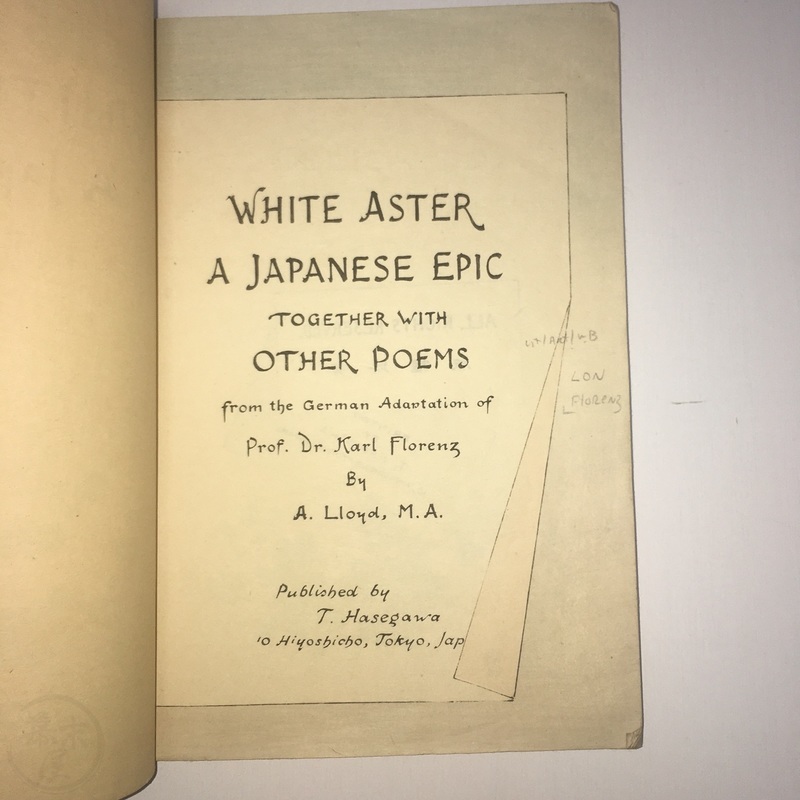 WHITE ASTER
A JAPANESE EPIC
TOGETHER WITH
OTHER POEMS
from the German Adaptation of
Prof. Dr. Karl Florenz
By
A. Lloyd, M.A.
Published by
T. Hasegawa
10 Hiyoshicho, Tokyo, Jap
LON
Florenz